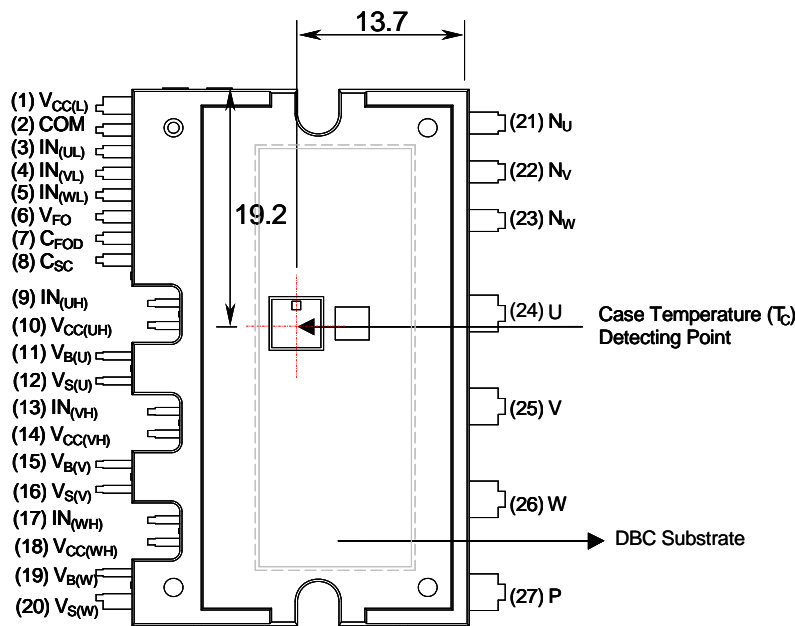 13.7
19.2
(1) VCC(L)
(2) COM
(3) IN(UL)
(4) IN(VL)
(5) IN(WL)
(6) VFO
(7) CFOD
(8) CSC
(9) IN(UH)
(10) VCC(UH)
(11) VB(U)
(12) VS(U)
(13) IN(VH)
(14) VCC(VH)
(15) VB(V)
(16) VS(V)
(17) IN(WH)
(18) VCC(WH)
(19) VB(W)
(20) VS(W)
(21) NU
(22) NV
(23) NW
(24) U
(25) V
(26) W
(27) P
Case Temperature (TC)
Detecting Point
DBC Substrate